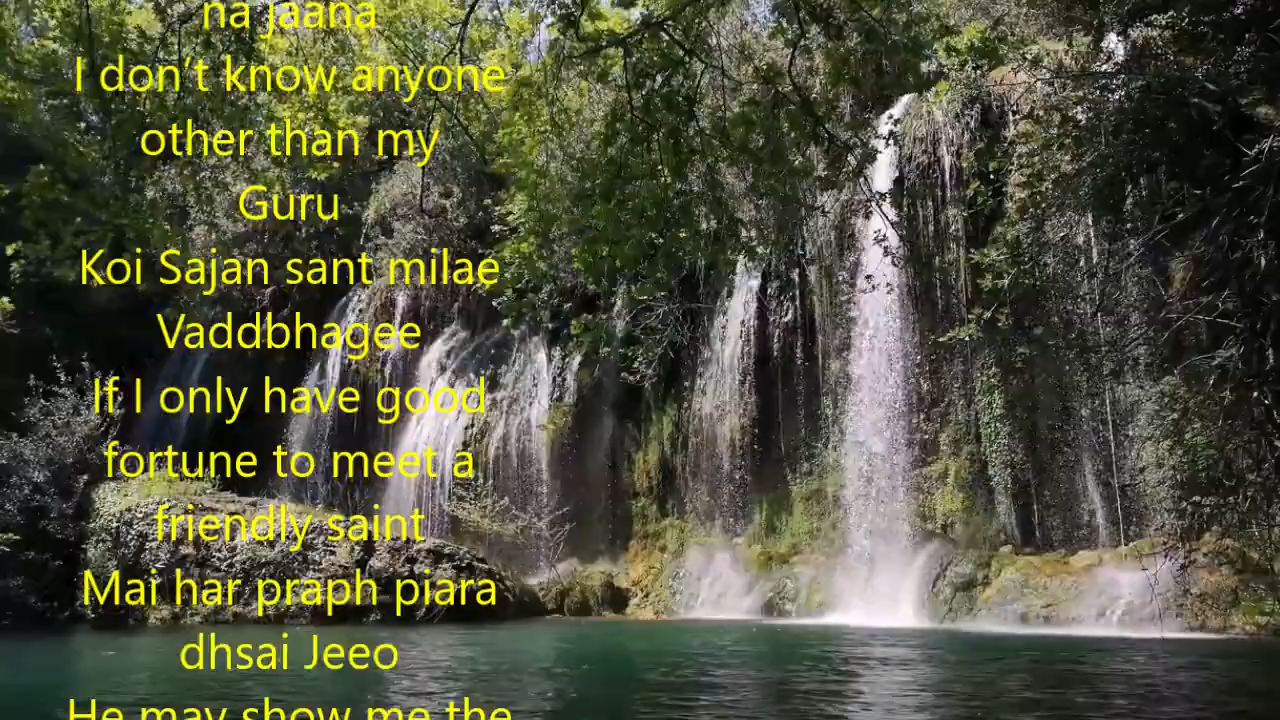 na jaana
I don't know anyone
other than my
Guru
Koi Sajan sant milae
Vaddbhagee
If I only have good
fortune to meet a
friendly saint
Mai har praph piara
dhsai Jeeo
He may show me the